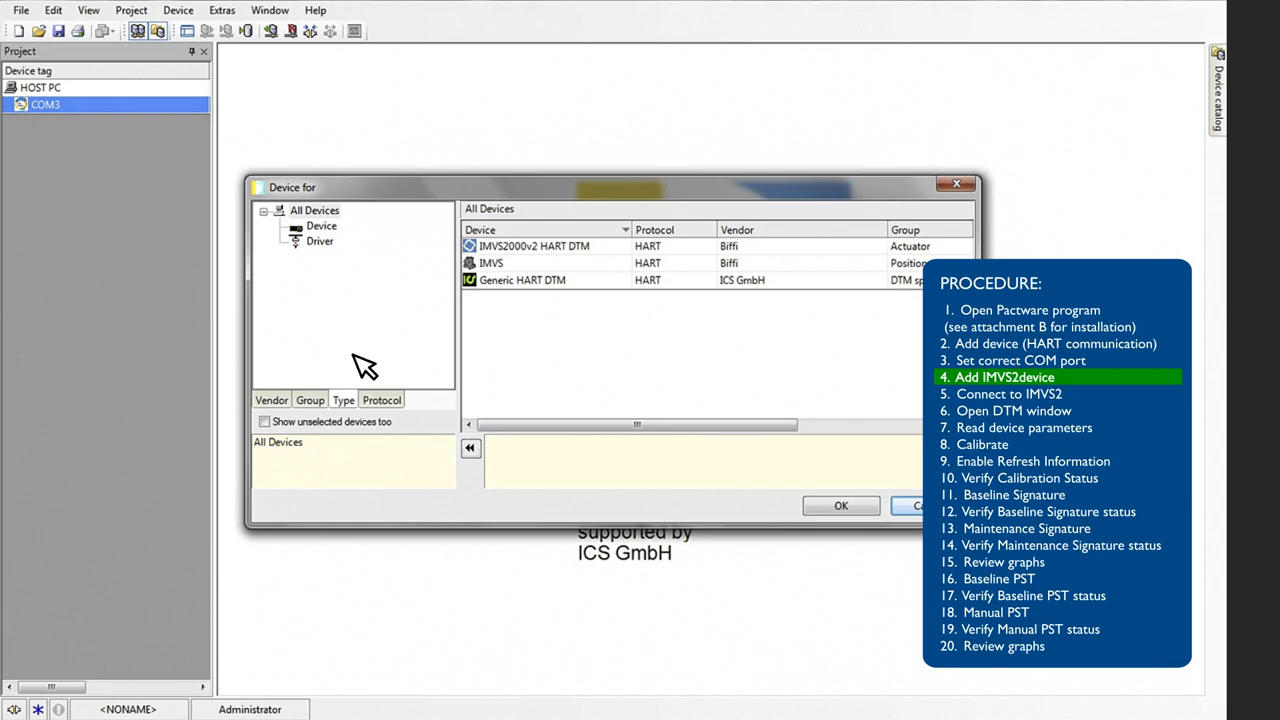 File Edit View Project Device Extras Window Help
Project
Device tag
HOST PC
COM3
Device catalog
Device for
All Devices
Device
Driver
All Devices
Device Protocol Vendor Group
IMVS2000v2 HART DTM HART Biffi Actuator
IMVS HART Biffi Position
Generic HART DTM HART ICS GmbH DTM sp
Vendor Group Type Protocol
Show unselected devices too
All Devices
OK Ca
supported by
ICS GmbH
PROCEDURE:
1. Open Pactware program
(see attachment B for installation)
2. Add device (HART communication)
3. Set correct COM port
4. Add IMVS2device
5. Connect to IMVS2
6. Open DTM window
7. Read device parameters
8. Calibrate
9. Enable Refresh Information
10. Verify Calibration Status
11. Baseline Signature
12. Verify Baseline Signature status
13. Maintenance Signature
14. Verify Maintenance Signature status
15. Review graphs
16. Baseline PST
17. Verify Baseline PST status
18. Manual PST
19. Verify Manual PST status
20. Review graphs
<NONAME> Administrator